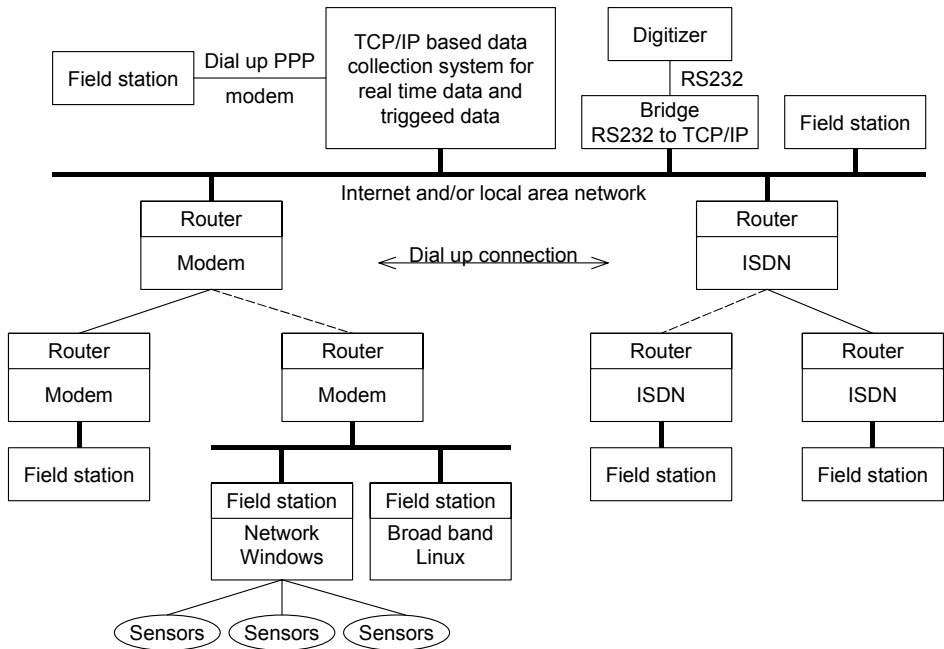 Field station
Dial up PPP
modem
TCP/IP based data
collection system for
real time data and
triggeed data
Digitizer
RS232
Bridge
RS232 to TCP/IP
Field station
Internet and/or local area network
Router
Modem
Dial up connection
Router
ISDN
Router
Modem
Router
Modem
Router
ISDN
Router
ISDN
Field station
Field station
Network
Windows
Field station
Broad band
Linux
Field station
Field station
Sensors
Sensors
Sensors